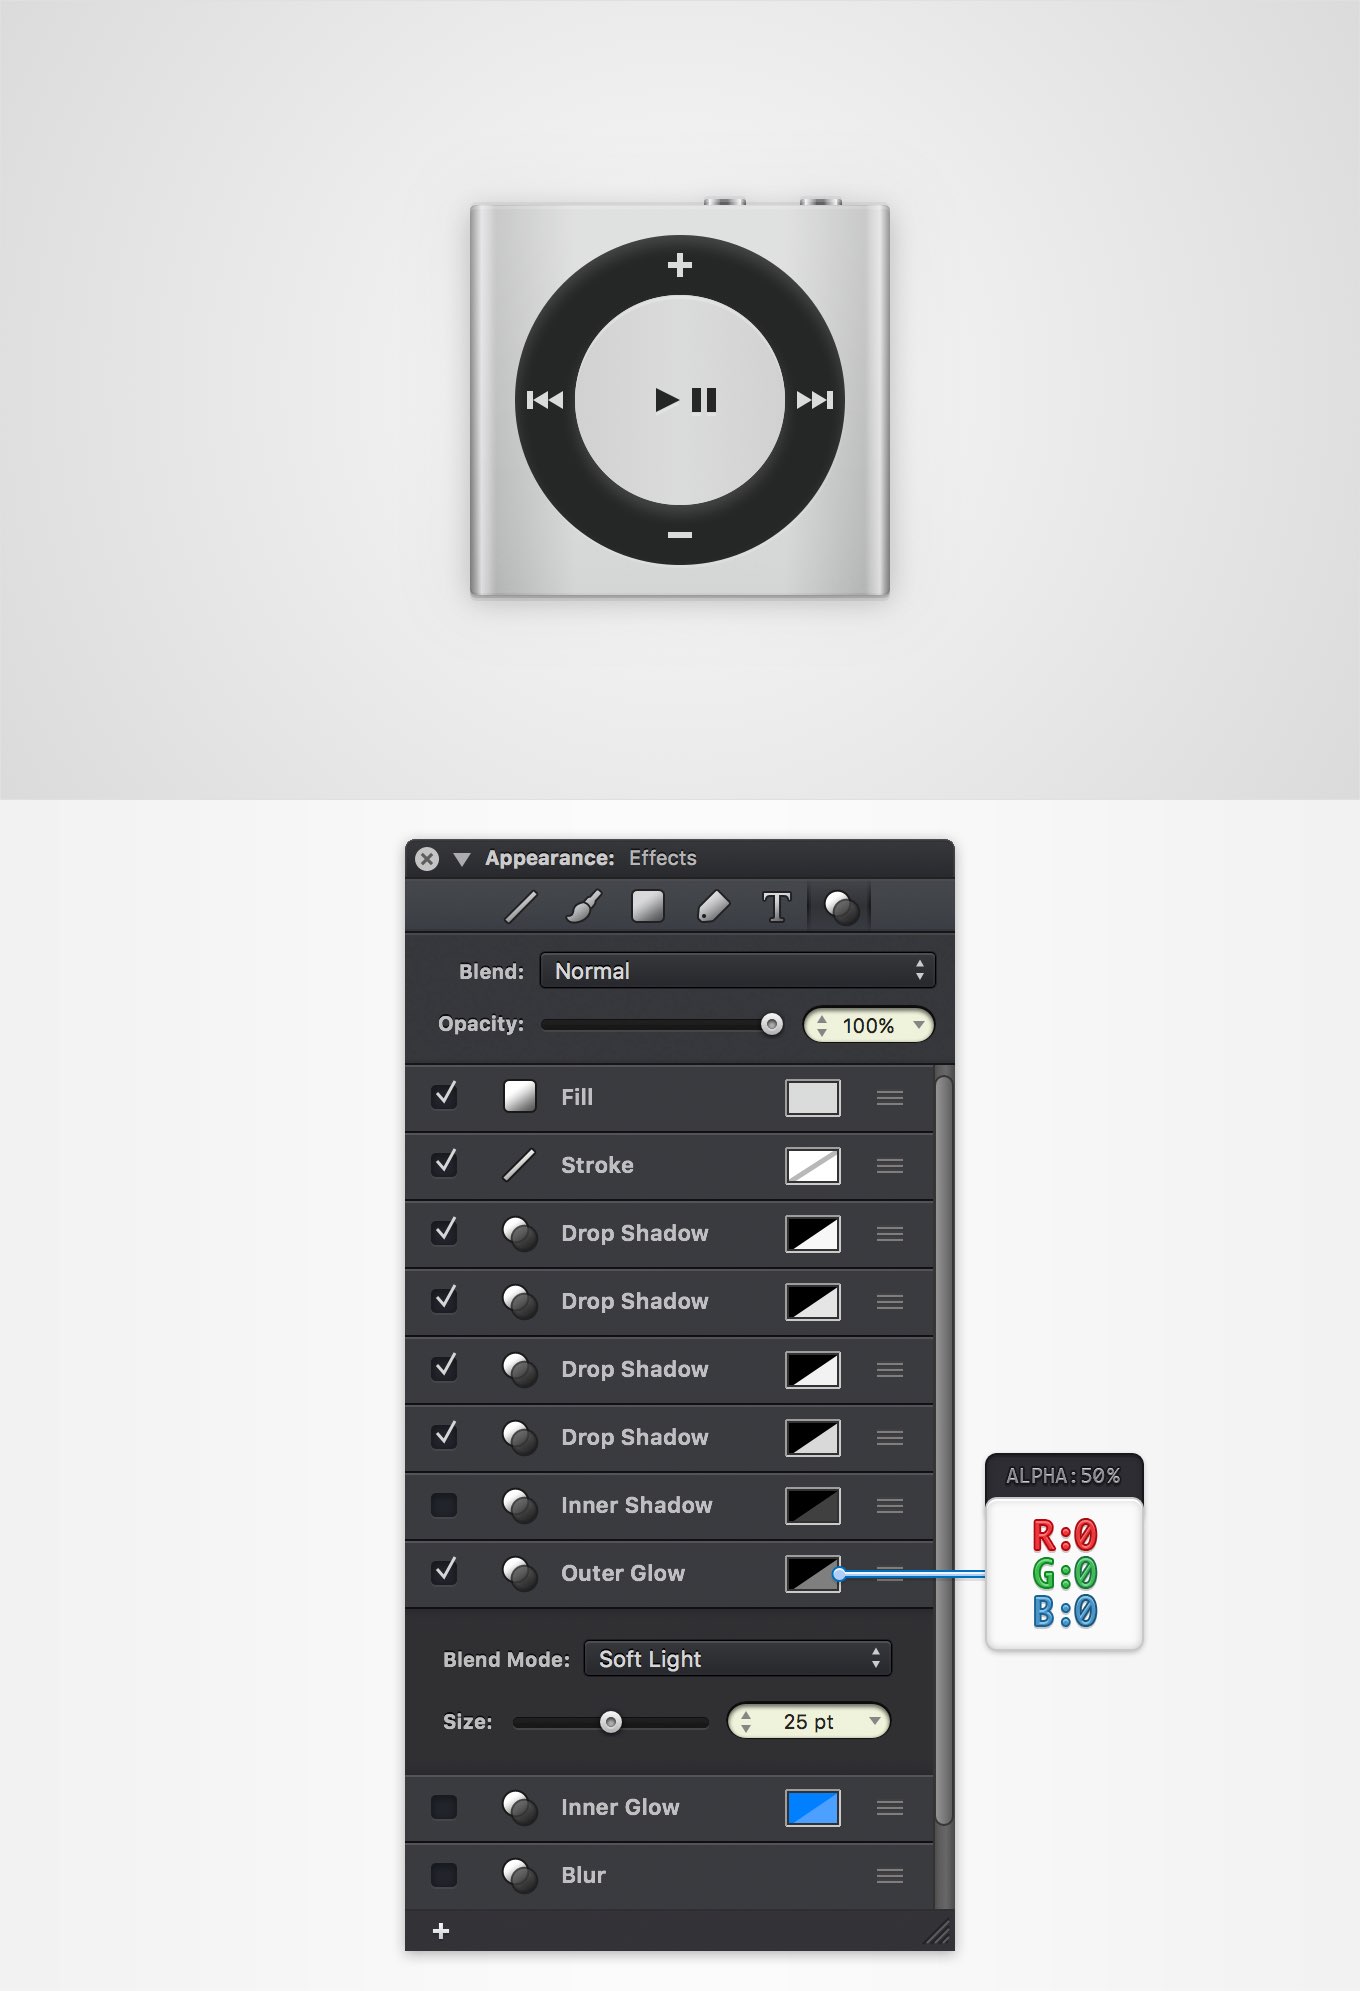 Appearance: Effects
Blend: Normal
Opacity: 100%
Fill
Stroke
Drop Shadow
Drop Shadow
Drop Shadow
Drop Shadow
Inner Shadow
Outer Glow
ALPHA:50%
R:0
G:0
B:0
Blend Mode: Soft Light
Size: 25 pt
Inner Glow
Blur